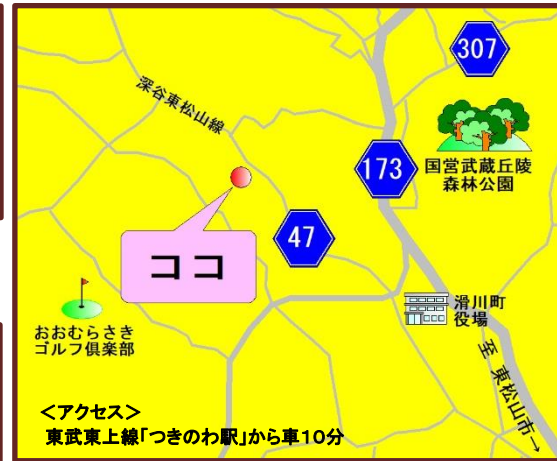 307
深谷東松山線
173
国営武蔵丘陵
森林公園
47
ココ
滑川町
役場
おおむらさき
ゴルフ倶楽部
至 東松山市→
＜アクセス＞
東武東上線「つきのわ駅」から車10分